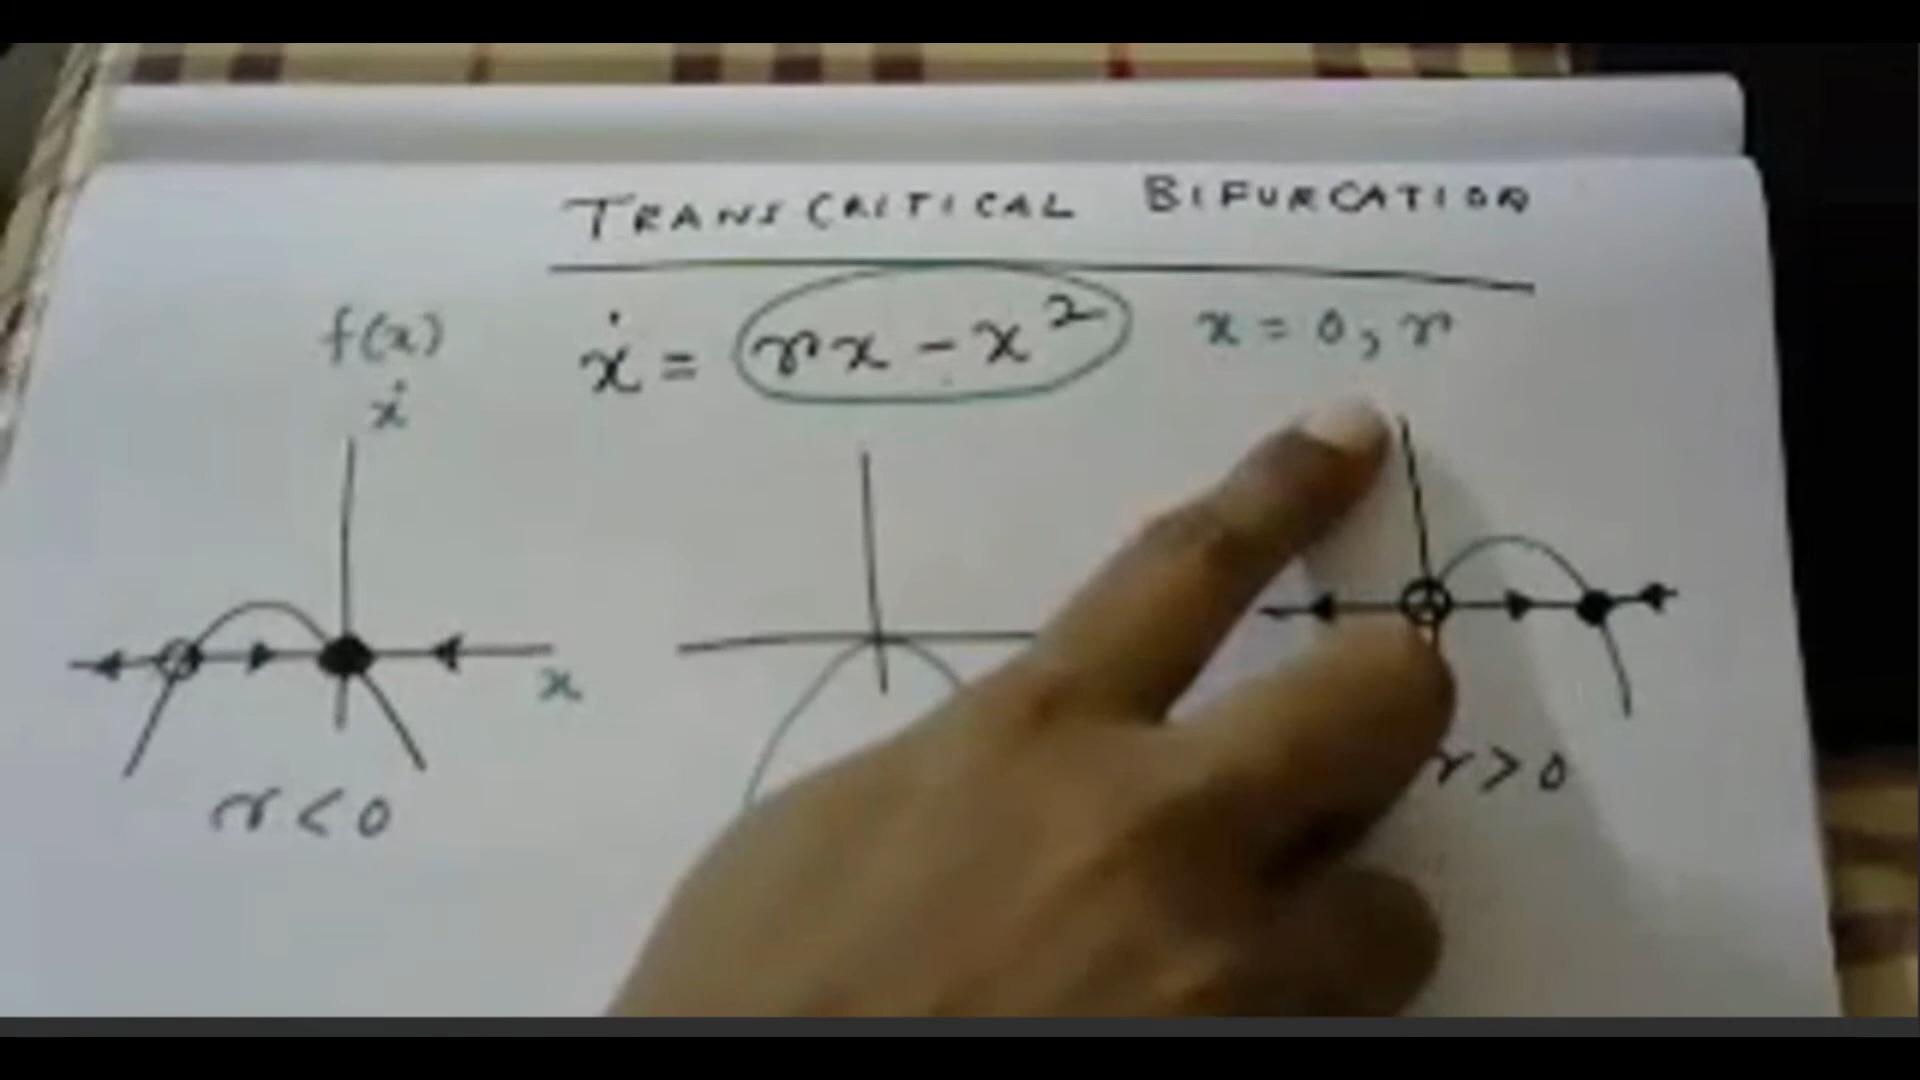 TRANSCRITICAL BIFURCATION
f(x)
ẋ
ẋ = rx - x²
x = 0, r
x
r < 0
r > 0